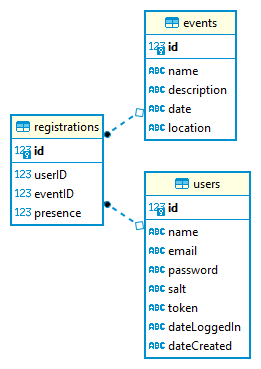 events
123 id
ABC name
ABC description
ABC date
ABC location
registrations
123 id
123 userID
123 eventID
123 presence
users
123 id
ABC name
ABC email
ABC password
ABC salt
ABC token
ABC dateLoggedIn
ABC dateCreated